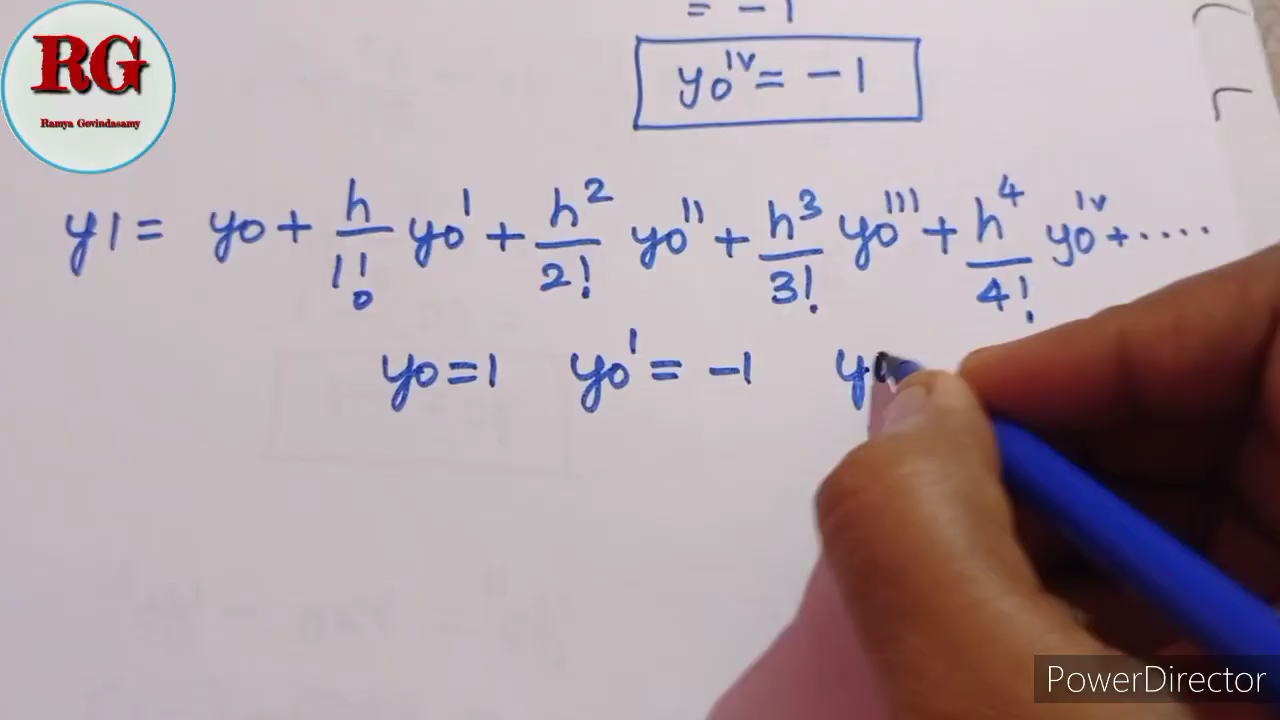 RG
Ramya Govindasamy
= -1
y0^iv = -1
y1 = y0 + h/1! y0' + h²/2! y0'' + h³/3! y0''' + h⁴/4! y0^iv + ....
y0 = 1 y0' = -1 y0
PowerDirector